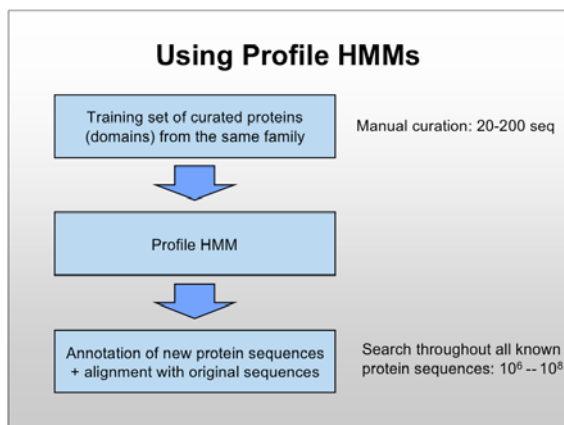 Using Profile HMMs
Training set of curated proteins
(domains) from the same family
Manual curation: 20-200 seq
Profile HMM
Annotation of new protein sequences
+ alignment with original sequences
Search throughout all known
protein sequences: 10⁶ -- 10⁸